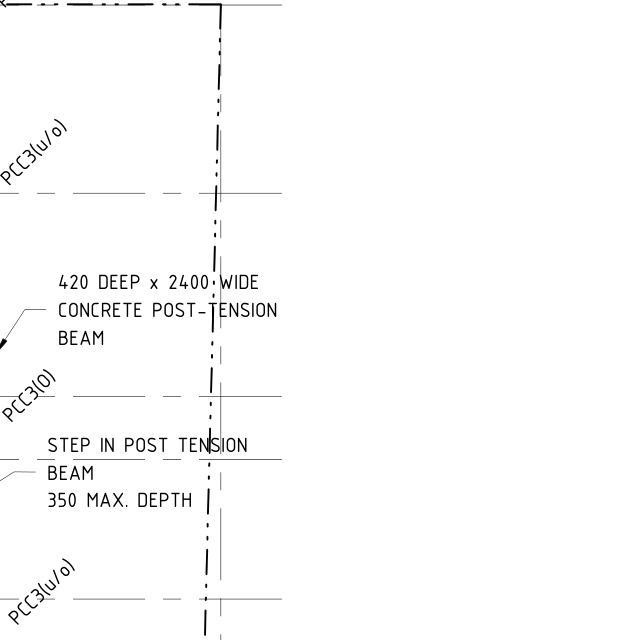 PCC3(u/o)
420 DEEP x 2400 WIDE
CONCRETE POST-TENSION
BEAM
PCC3(O)
STEP IN POST TENSION
BEAM
350 MAX. DEPTH
PCC3(u/o)